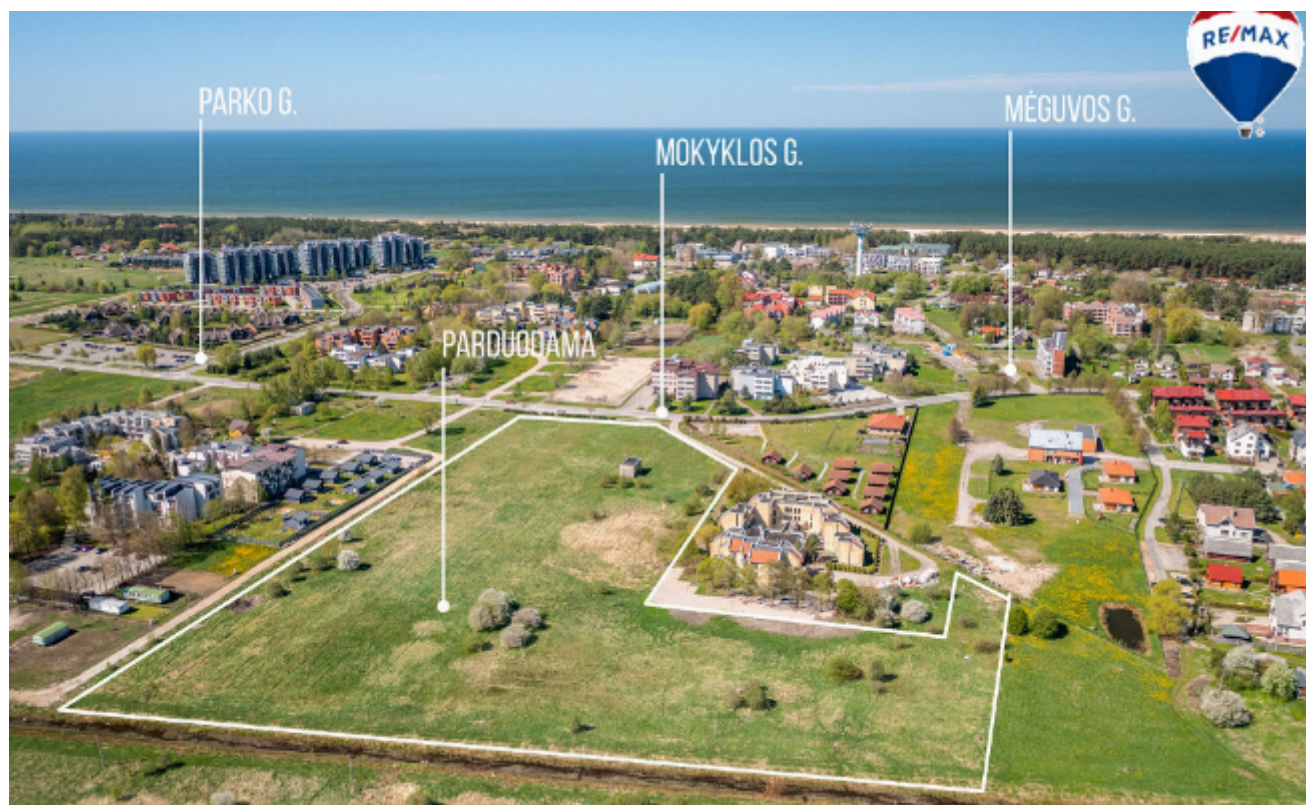 RE/MAX
PARKO G.
MĖGUVOS G.
MOKYKLOS G.
PARDUODAMA